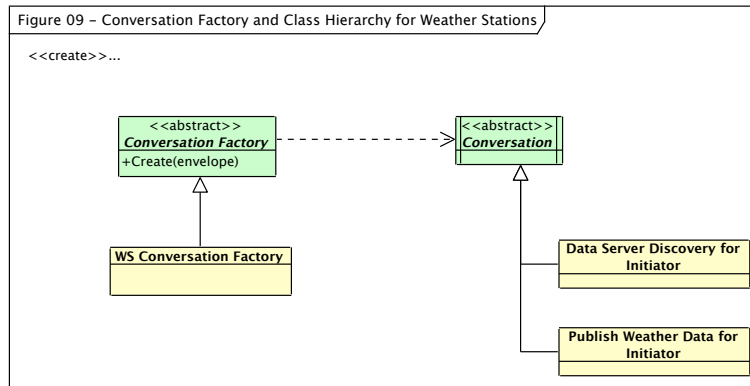 Figure 09 – Conversation Factory and Class Hierarchy for Weather Stations
<<create>>...
<<abstract>>
Conversation Factory
+Create(envelope)
<<abstract>>
Conversation
WS Conversation Factory
Data Server Discovery for
Initiator
Publish Weather Data for
Initiator